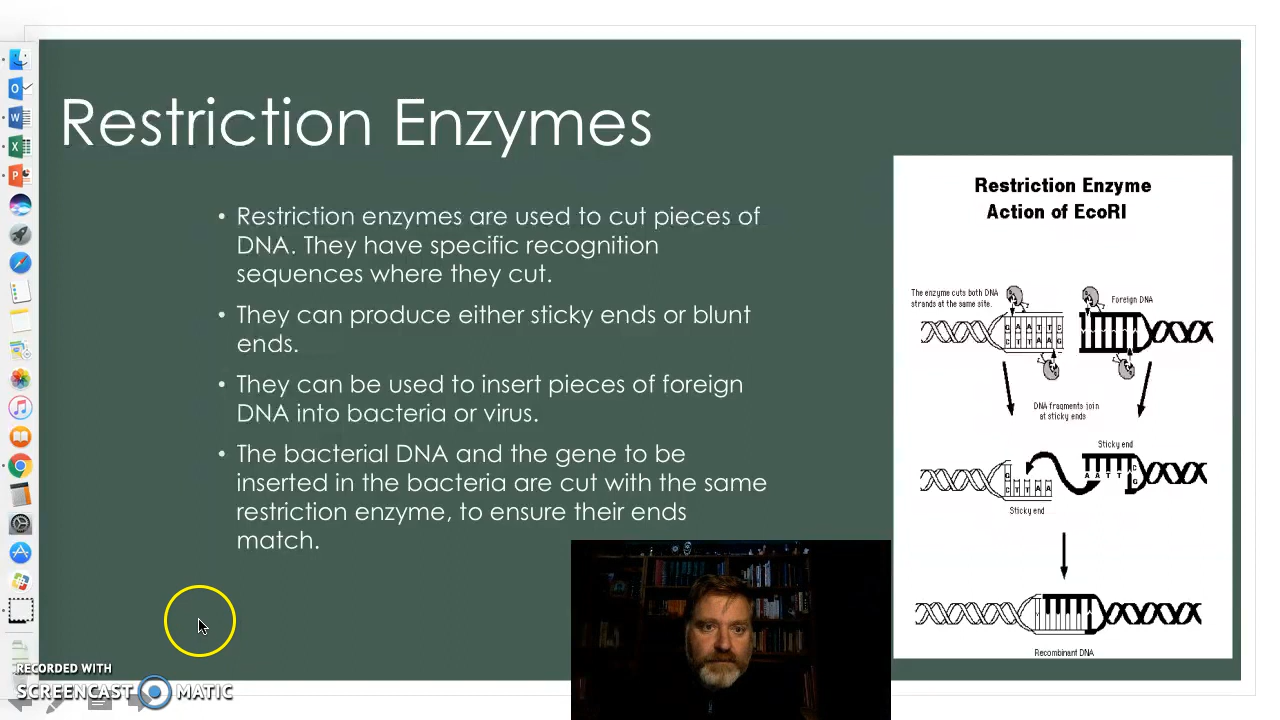 Restriction Enzymes
• Restriction enzymes are used to cut pieces of
DNA. They have specific recognition
sequences where they cut.
• They can produce either sticky ends or blunt
ends.
• They can be used to insert pieces of foreign
DNA into bacteria or virus.
• The bacterial DNA and the gene to be
inserted in the bacteria are cut with the same
restriction enzyme, to ensure their ends
match.
Restriction Enzyme
Action of EcoRI
The enzyme cuts both DNA
strands at the same site.
Foreign DNA
G A A T T C
C T T A A G
DNA fragments join
at sticky ends
Sticky end
G
C T T A A
A A T T C
G
Sticky end
Recombinant DNA
RECORDED WITH
SCREENCAST MATIC